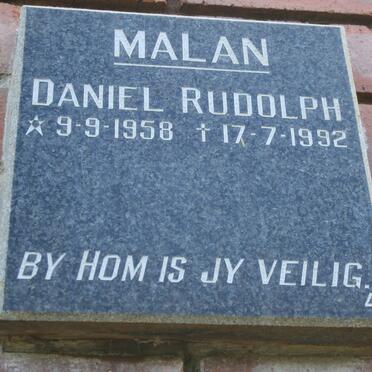 MALAN
DANIEL RUDOLPH
☆ 9-9-1958 † 17-7-1992
BY HOM IS JY VEILIG.